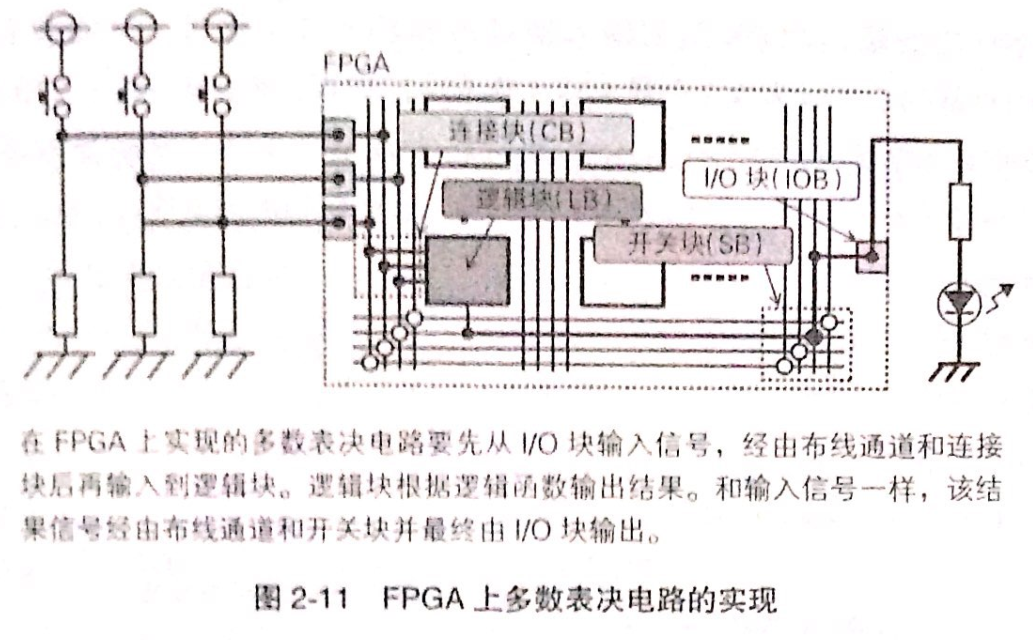 FPGA
连接块(CB)
I/O 块(IOB)
逻辑块(LB)
开关块(SB)
在 FPGA 上实现的多数表决电路要先从 I/O 块输入信号，经由布线通道和连接
块后再输入到逻辑块。逻辑块根据逻辑函数输出结果。和输入信号一样，该结
果信号经由布线通道和开关块并最终由 I/O 块输出。
图 2-11 FPGA 上多数表决电路的实现